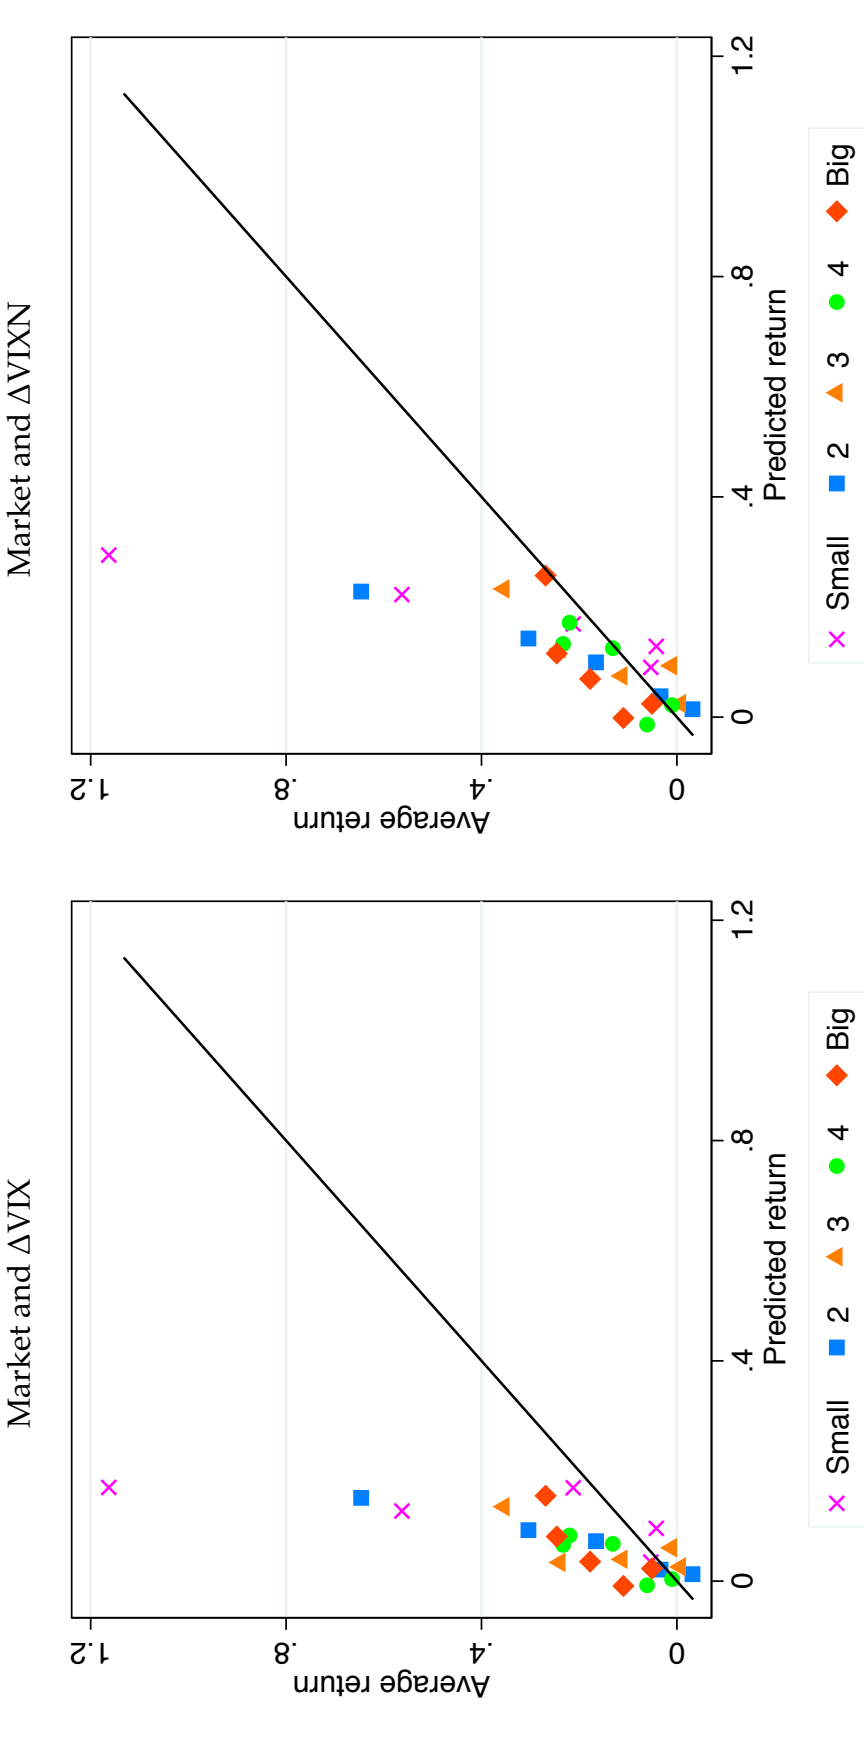 Market and ΔVIX
1.2
.8
.4
0
Average return
0 .4 .8 1.2
Predicted return
Small 2 3 4 Big
Market and ΔVIXN
1.2
.8
.4
0
Average return
0 .4 .8 1.2
Predicted return
Small 2 3 4 Big